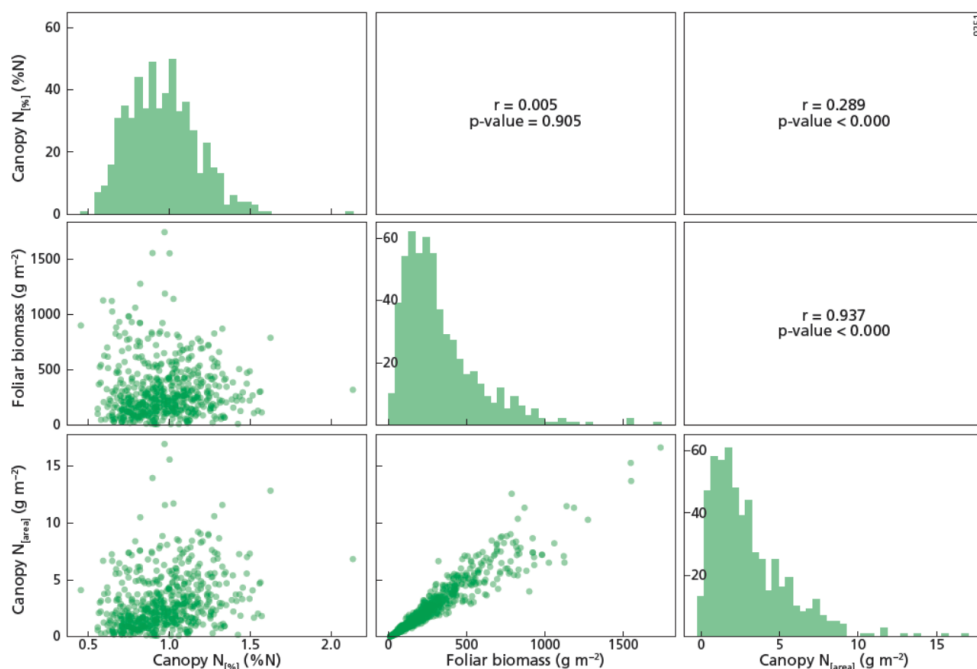 60
40
20
0
Canopy N[%] (%N)
r = 0.005
p-value = 0.905
r = 0.289
p-value < 0.000
1500
1000
500
0
Foliar biomass (g m⁻²)
60
40
20
r = 0.937
p-value < 0.000
15
10
5
0
Canopy N[area] (g m⁻²)
60
40
20
0.5 1.0 1.5 2.0
0 500 1000 1500
0 5 10 15
Canopy N[%] (%N)
Foliar biomass (g m⁻²)
Canopy N[area] (g m⁻²)